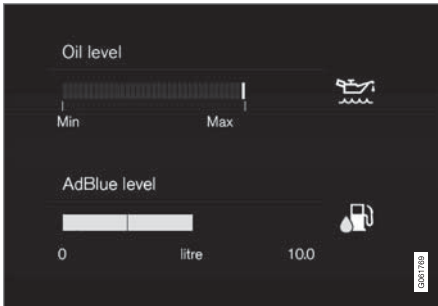 Oil level
Min Max
AdBlue level
0 litre 10.0
G061769